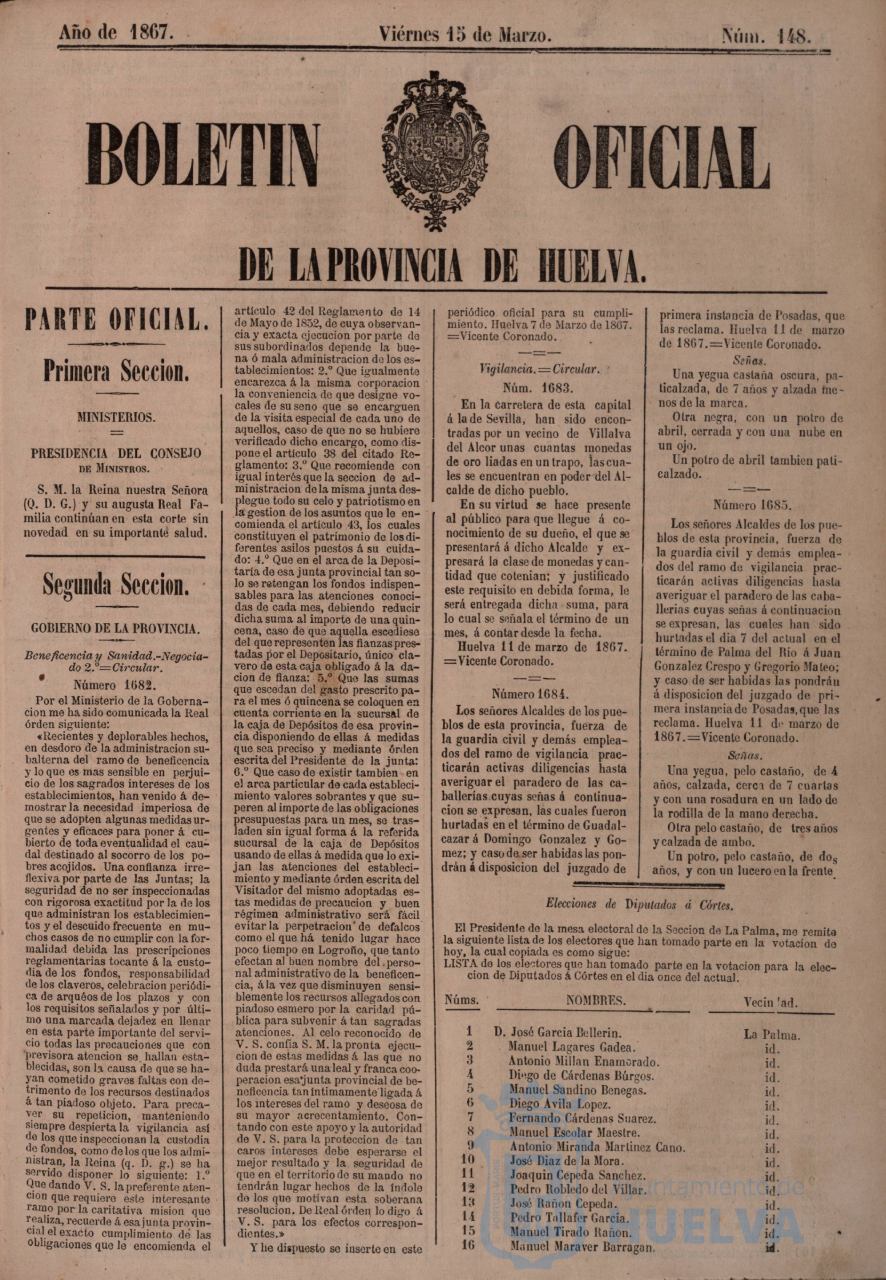 Año de 1867.
Viérnes 15 de Marzo.
Núm. 148.
BOLETIN OFICIAL
DE LA PROVINCIA DE HUELVA.
PARTE OFICIAL.
Primera Seccion.
MINISTERIOS.
PRESIDENCIA DEL CONSEJO
DE MINISTROS.
S. M. la Reina nuestra Señora
(Q. D. G.) y su augusta Real Fa-
milia continúan en esta corte sin
novedad en su importante salud.
Segunda Seccion.
GOBIERNO DE LA PROVINCIA.
Beneficencia y Sanidad.-Negocia-
do 2.º=Circular.
Número 1682.
Por el Ministerio de la Goberna-
cion me ha sido comunicada la Real
órden siguiente:
«Recientes y deplorables hechos,
en desdoro de la administracion su-
balterna del ramo de beneficencia
y lo que es mas sensible en perjui-
cio de los sagrados intereses de los
establecimientos, han venido á de-
mostrar la necesidad imperiosa de
que se adopten algunas medidas ur-
gentes y eficaces para poner á cu-
bierto de toda eventualidad el cau-
dal destinado al socorro de los po-
bres acojidos. Una confianza irre-
flexiva por parte de las Juntas; la
seguridad de no ser inspeccionadas
con rigorosa exactitud por la de los
que administran los establecimien-
tos y el descuido frecuente en mu-
chos casos de no cumplir con la for-
malidad debida las prescripciones
reglamentarias tocante á la custo-
dia de los fondos, responsabilidad
de los claveros, celebracion periódi-
ca de arquéos de los plazos y con
los requisitos señalados y por últi-
mo una marcada dejadez en llenar
en esta parte importante del servi-
cio todas las precauciones que con
previsora atencion se hallan esta-
blecidas, son la causa de que se ha-
yan cometido graves faltas con de-
trimento de los recursos destinados
á tan piadoso objeto. Para preca-
ver su repeticion, manteniendo
siempre despierta la vigilancia así
de los que inspeccionan la custodia
de fondos, como de los que los admi-
nistran, la Reina (q. D. g.) se ha
servido disponer lo siguiente: 1.º
Que dando V. S. la preferente aten-
cion que requiere este interesante
ramo por la caritativa mision que
realiza, recuerde á esa junta provin-
cial el exacto cumplimiento de las
obligaciones que le encomienda el
artículo 42 del Reglamento de 14
de Mayo de 1852, de cuya observan-
cia y exacta ejecucion por parte de
sus subordinados depende la bue-
na ó mala administracion de los es-
tablecimientos: 2.º Que igualmente
encarezca á la misma corporacion
la conveniencia de que designe vo-
cales de su seno que se encarguen
de la visita especial de cada uno de
aquellos, caso de que no se hubiere
verificado dicho encargo, como dis-
pone el artículo 38 del citado Re-
glamento: 3.º Que recomiende con
igual interés que la seccion de ad-
ministracion de la misma junta des-
plegue todo su celo y patriotismo en
la gestion de los asuntos que le en-
comienda el artículo 43, los cuales
constituyen el patrimonio de los di-
ferentes asilos puestos á su cuida-
do: 4.º Que en el arca de la Deposi-
taría de esa junta provincial tan so-
lo se retengan los fondos indispen-
sables para las atenciones conoci-
das de cada mes, debiendo reducir
dicha suma al importe de una quin-
cena, caso de que aquella escediese
del que representen las fianzas pres-
tadas por el Depositario, único cla-
vero de esta caja obligado á la da-
cion de fianza: 5.º Que las sumas
que escedan del gasto prescrito pa-
ra el mes ó quincena se coloquen en
cuenta corriente en la sucursal de
la caja de Depósitos de esa provin-
cia disponiendo de ellas á medida
que sea preciso y mediante órden
escrita del Presidente de la junta:
6.º Que caso de existir tambien en
el arca particular de cada estableci-
miento valores sobrantes y que su-
peren al importe de las obligaciones
presupuestas para un mes, se tras-
laden sin igual forma á la referida
sucursal de la caja de Depósitos
usando de ellas á medida que lo exi-
jan las atenciones del estableci-
miento y mediante órden escrita del
Visitador del mismo adoptadas es-
tas medidas de precaucion y buen
régimen administrativo será fácil
evitar la perpetracion de defalcos
como el que há tenido lugar hace
poco tiempo en Logroño, que tanto
efectan al buen nombre del perso-
nal administrativo de la beneficen-
cia, á la vez que disminuyen sensi-
blemente los recursos allegados con
piadoso esmero por la caridad pú-
blica para subvenir á tan sagradas
atenciones. Al celo reconocido de
V. S. confía S. M. la pronta ejecu-
cion de estas medidas á las que no
duda prestará una leal y franca coo-
peracion esa junta provincial de be-
neficencia tan íntimamente ligada á
los intereses del ramo y deseosa de
su mayor acrecentamiento. Con-
tando con este apoyo y la autoridad
de V. S. para la proteccion de tan
caros intereses debe esperarse el
mejor resultado y la seguridad de
que en el territorio de su mando no
tendrán lugar hechos de la índole
de los que motivan esta soberana
resolucion. De Real órden lo digo á
V. S. para los efectos correspon-
dientes.»
Y he dispuesto se inserte en este
periódico oficial para su cumpli-
miento. Huelva 7 de Marzo de 1867.
=Vicente Coronado.
Vigilancia.=Circular.
Núm. 1683.
En la carretera de esta capital
á la de Sevilla, han sido encon-
tradas por un vecino de Villalva
del Alcor unas cuantas monedas
de oro liadas en un trapo, las cua-
les se encuentran en poder del Al-
calde de dicho pueblo.
En su virtud se hace presente
al público para que llegue á co-
nocimiento de su dueño, el que se
presentará á dicho Alcalde y ex-
presará la clase de monedas y can-
tidad que cotenian; y justificado
este requisito en debida forma, le
será entregada dicha suma, para
lo cual se señala el término de un
mes, á contar desde la fecha.
Huelva 11 de marzo de 1867.
=Vicente Coronado.
Número 1684.
Los señores Alcaldes de los pue-
blos de esta provincia, fuerza de
la guardia civil y demás emplea-
dos del ramo de vigilancia prac-
ticarán activas diligencias hasta
averiguar el paradero de las ca-
ballerías cuyas señas á continua-
cion se expresan, las cuales fueron
hurtadas en el término de Guadal-
cazar á Domingo Gonzalez y Go-
mez; y caso de ser habidas las pon-
drán á disposicion del juzgado de
primera instancia de Posadas, que
las reclama. Huelva 11 de marzo
de 1867.=Vicente Coronado.
Señas.
Una yegua castaña oscura, pa-
ticalzada, de 7 años y alzada me-
nos de la marca.
Otra negra, con un potro de
abril, cerrada y con una nube en
un ojo.
Un potro de abril tambien pati-
calzado.
Número 1685.
Los señores Alcaldes de los pue-
blos de esta provincia, fuerza de
la guardia civil y demás emplea-
dos del ramo de vigilancia prac-
ticarán activas diligencias hasta
averiguar el paradero de las caba-
llerias cuyas señas á continuacion
se expresan, las cueles han sido
hurtadas el dia 7 del actual en el
término de Palma del Rio á Juan
Gonzalez Crespo y Gregorio Mateo;
y caso de ser habidas las pondrán
á disposicion del juzgado de pri-
mera instancia de Posadas, que las
reclama. Huelva 11 de marzo de
1867.=Vicente Coronado.
Señas.
Una yegua, pelo castaño, de 4
años, calzada, cerca de 7 cuartas
y con una rosadura en un lado de
la rodilla de la mano derecha.
Otra pelo castaño, de tres años
y calzada de ambo.
Un potro, pelo castaño, de dos
años, y con un lucero en la frente
Elecciones de Diputados á Córtes.
El Presidente de la mesa electoral de la Seccion de La Palma, me remite
la siguiente lista de los electores que han tomado parte en la votacion de
hoy, la cual copiada es como sigue:
LISTA de los electores que han tomado parte en la votacion para la elec-
cion de Diputados á Córtes en el dia once del actual.
Núms. NOMBRES. Vecindad.
1 D. José Garcia Bellerin. La Palma.
2 Manuel Lagares Gadea. id.
3 Antonio Millan Enamorado. id.
4 Diego de Cárdenas Búrgos. id.
5 Manuel Sandino Benegas. id.
6 Diego Avila Lopez. id.
7 Fernando Cárdenas Suarez. id.
8 Manuel Escolar Maestre. id.
9 Antonio Miranda Martinez Cano. id.
10 José Diaz de la Mora. id.
11 Joaquin Cepeda Sanchez. id.
12 Pedro Robledo del Villar. id.
13 José Rañon Cepeda. id.
14 Pedro Tallafer Garcia. id.
15 Manuel Tirado Rañon. id.
16 Manuel Maraver Barragan. id.
HUELVA